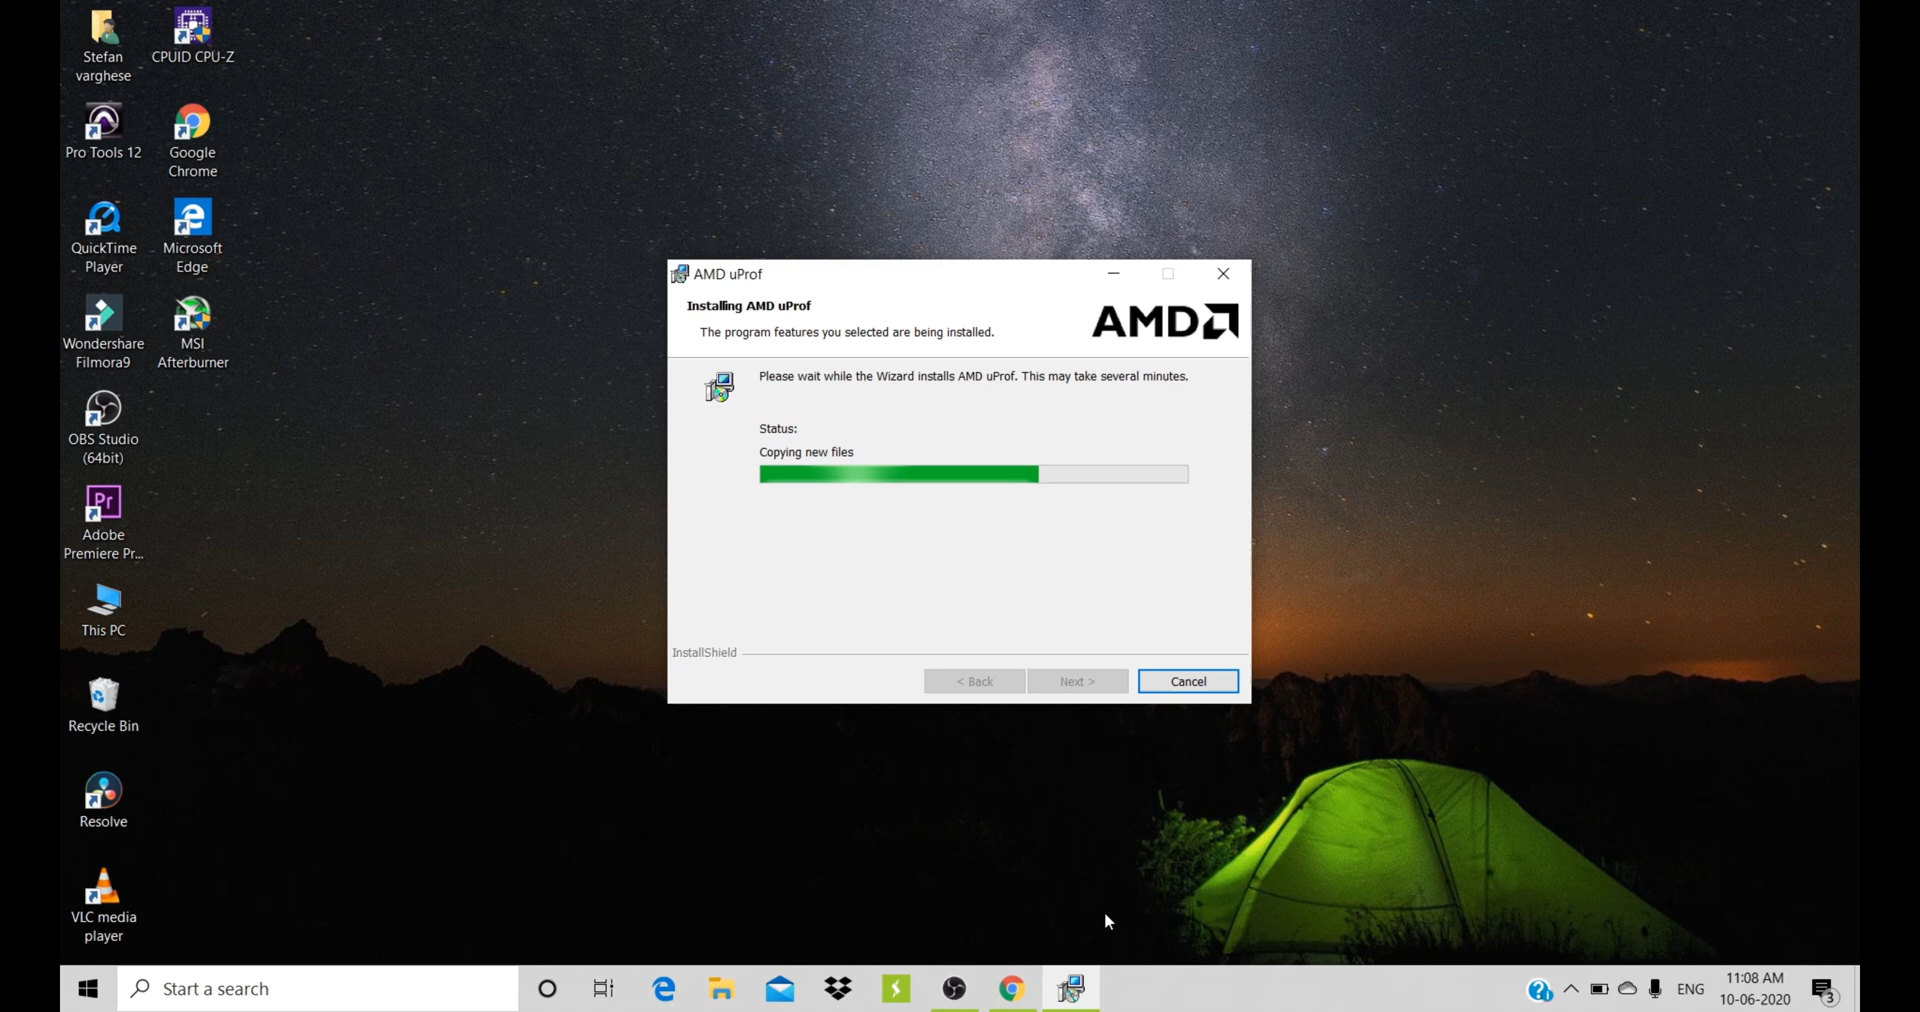 Stefan
varghese
CPUID CPU-Z
Pro Tools 12
Google
Chrome
QuickTime
Player
Microsoft
Edge
Wondershare
Filmora9
MSI
Afterburner
OBS Studio
(64bit)
Pr
Adobe
Premiere Pr...
This PC
Recycle Bin
Resolve
VLC media
player
AMD uProf
Installing AMD uProf
The program features you selected are being installed.
AMD
Please wait while the Wizard installs AMD uProf. This may take several minutes.
Status:
Copying new files
InstallShield
< Back
Next >
Cancel
Start a search
ENG
11:08 AM
10-06-2020
3